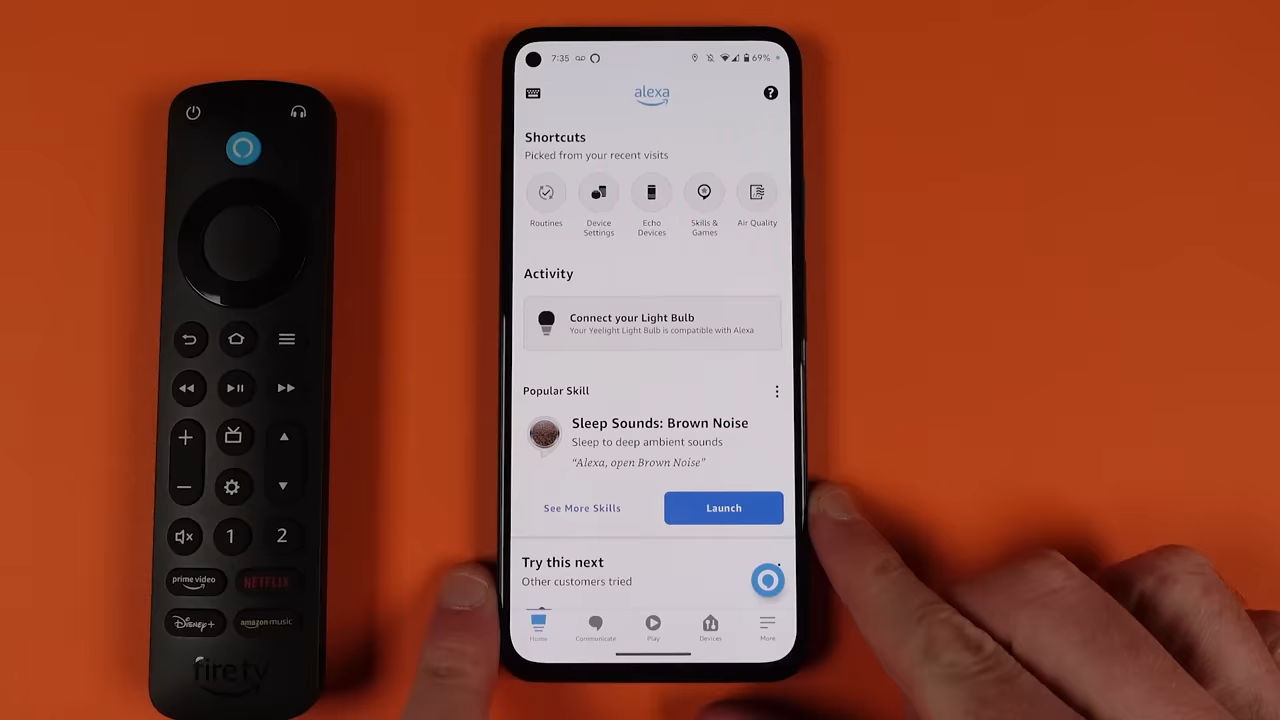 7:35
69%
alexa
Shortcuts
Picked from your recent visits
Routines
Device Settings
Echo Devices
Skills & Games
Air Quality
Activity
Connect your Light Bulb
Your Yeelight Light Bulb is compatible with Alexa
Popular Skill
Sleep Sounds: Brown Noise
Sleep to deep ambient sounds
“Alexa, open Brown Noise”
See More Skills
Launch
Try this next
Other customers tried
Home
Communicate
Play
Devices
More
1
2
prime video
NETFLIX
Disney+
amazon music
fire tv